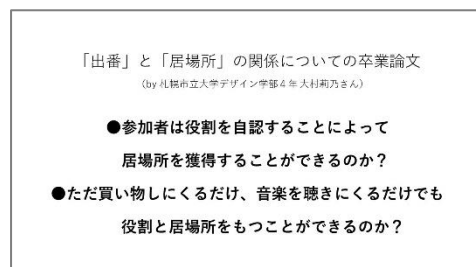 「出番」と「居場所」の関係についての卒業論文
（by 札幌市立大学デザイン学部４年 大村莉乃さん）
●参加者は役割を自認することによって
居場所を獲得することができるのか？
●ただ買い物しにくるだけ、音楽を聴きにくるだけでも
役割と居場所をもつことができるのか？